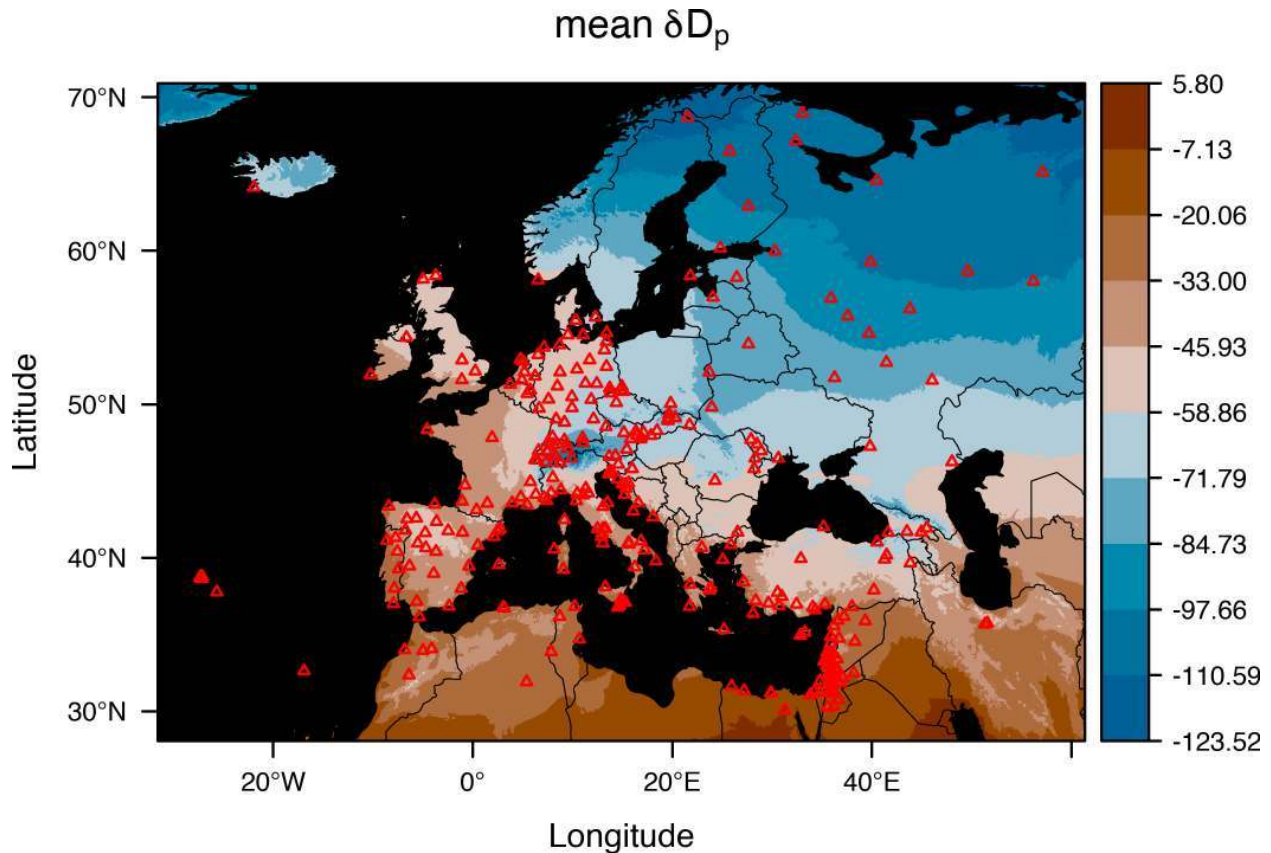 mean δDp
70°N
60°N
50°N
40°N
30°N
Latitude
20°W 0° 20°E 40°E
Longitude
5.80
-7.13
-20.06
-33.00
-45.93
-58.86
-71.79
-84.73
-97.66
-110.59
-123.52